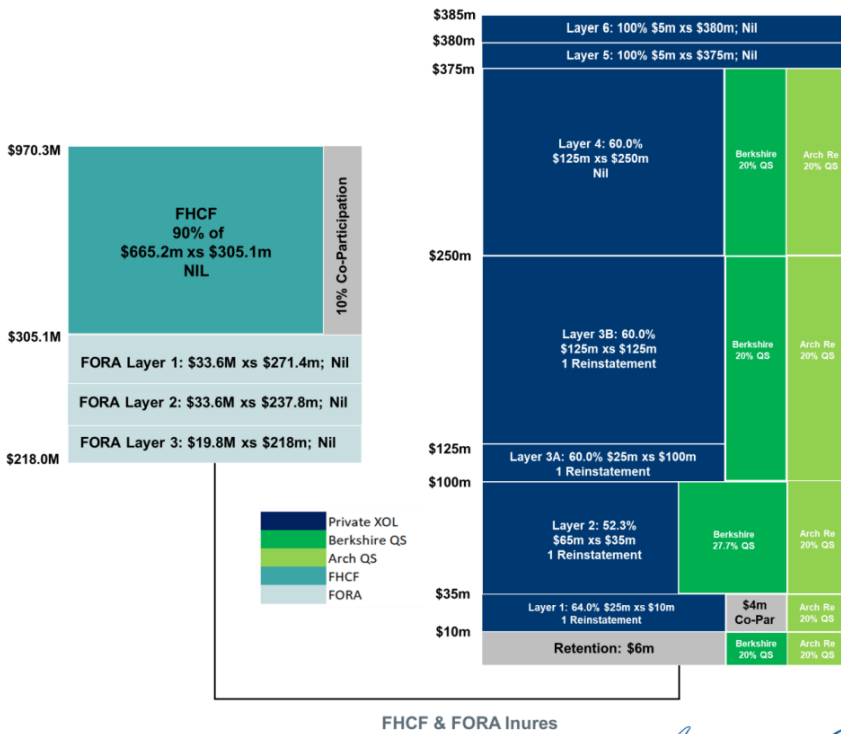 $970.3M
FHCF
90% of
$665.2m xs $305.1m
NIL
10% Co-Participation
$305.1M
FORA Layer 1: $33.6M xs $271.4m; Nil
FORA Layer 2: $33.6M xs $237.8m; Nil
FORA Layer 3: $19.8M xs $218m; Nil
$218.0M
Private XOL
Berkshire QS
Arch QS
FHCF
FORA
$385m
Layer 6: 100% $5m xs $380m; Nil
$380m
Layer 5: 100% $5m xs $375m; Nil
$375m
Layer 4: 60.0%
$125m xs $250m
Nil
Berkshire
20% QS
Arch Re
20% QS
$250m
Layer 3B: 60.0%
$125m xs $125m
1 Reinstatement
Berkshire
20% QS
Arch Re
20% QS
$125m
Layer 3A: 60.0% $25m xs $100m
1 Reinstatement
$100m
Layer 2: 52.3%
$65m xs $35m
1 Reinstatement
Berkshire
27.7% QS
Arch Re
20% QS
$35m
Layer 1: 64.0% $25m xs $10m
1 Reinstatement
$4m
Co-Par
Arch Re
20% QS
$10m
Retention: $6m
Berkshire
20% QS
Arch Re
20% QS
FHCF & FORA Inures